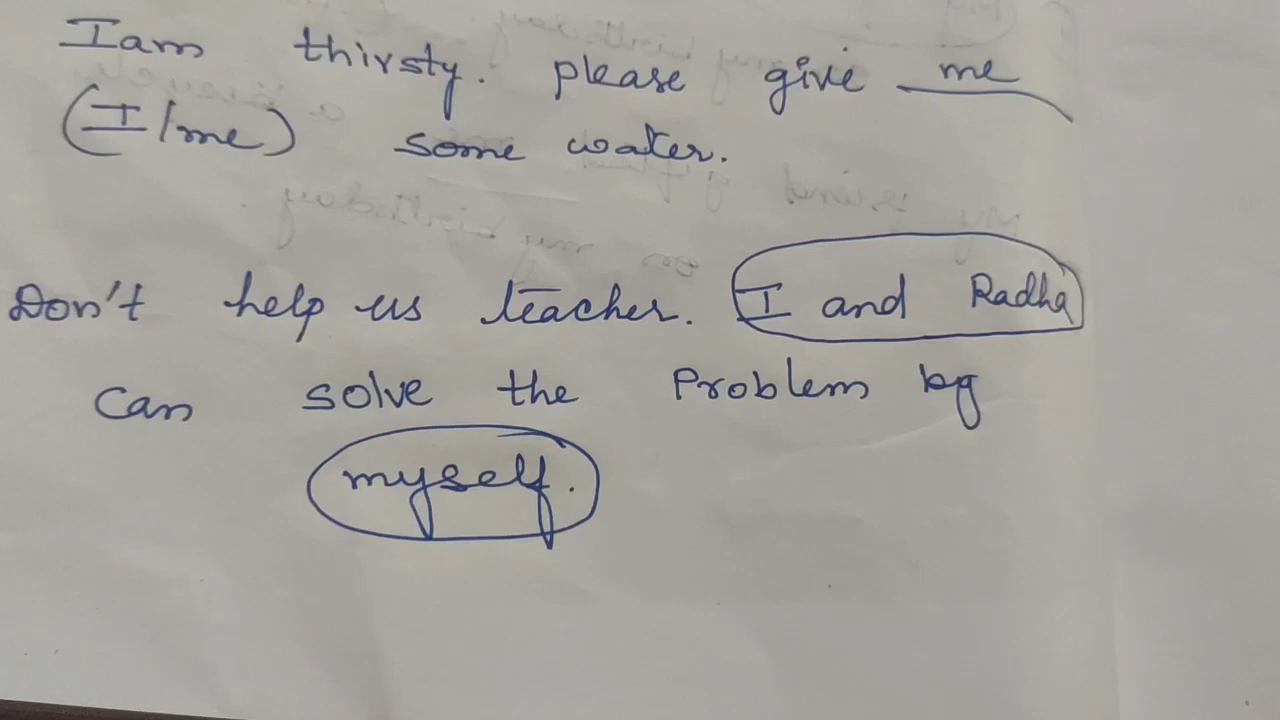 I am thirsty. please give me
(I/me) some water.
Don't help us teacher. I and Radha
can solve the Problem by
myself.